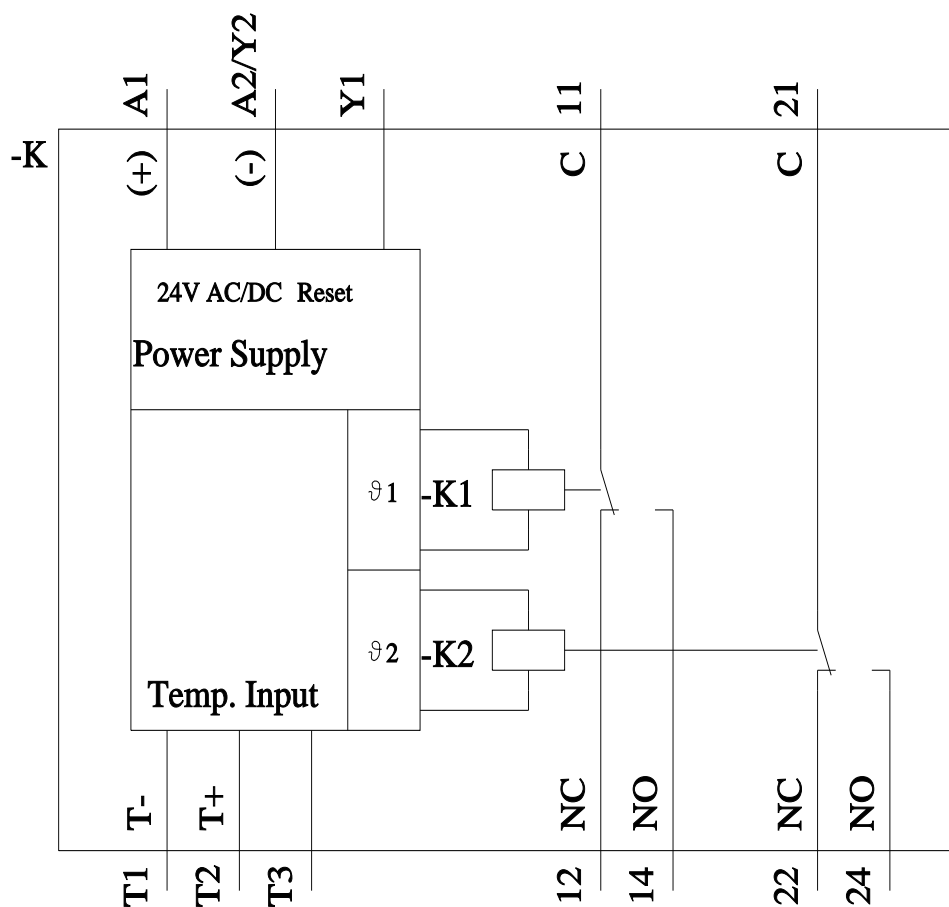 A1
A2/Y2
Y1
11
21
-K
(+)
(-)
C
C
24V AC/DC Reset
Power Supply
ϑ1
-K1
ϑ2
-K2
Temp. Input
T-
T+
NC
NO
NC
NO
T1
T2
T3
12
14
22
24